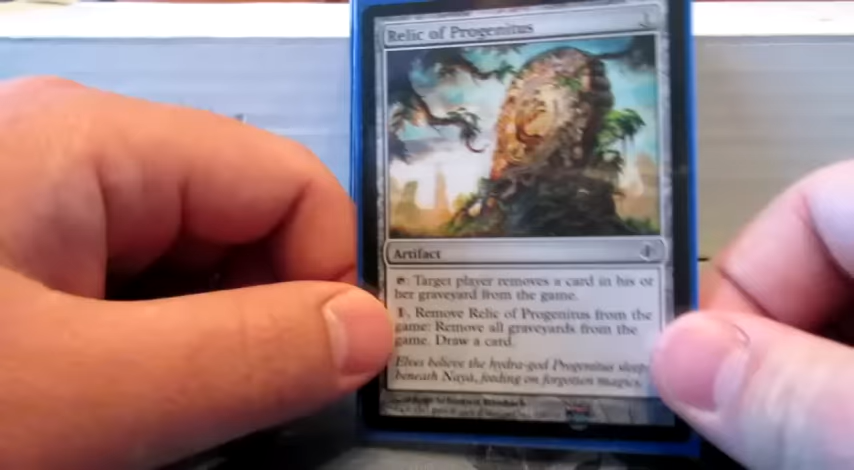 Relic of Progenitus 1
Artifact
: Target player removes a card in his or
her graveyard from the game.
1, Remove Relic of Progenitus from the
game: Remove all graveyards from the
game. Draw a card.
Elves believe the hydra-god Progenitus sleeps
beneath Naya, feeding on forgotten magics.